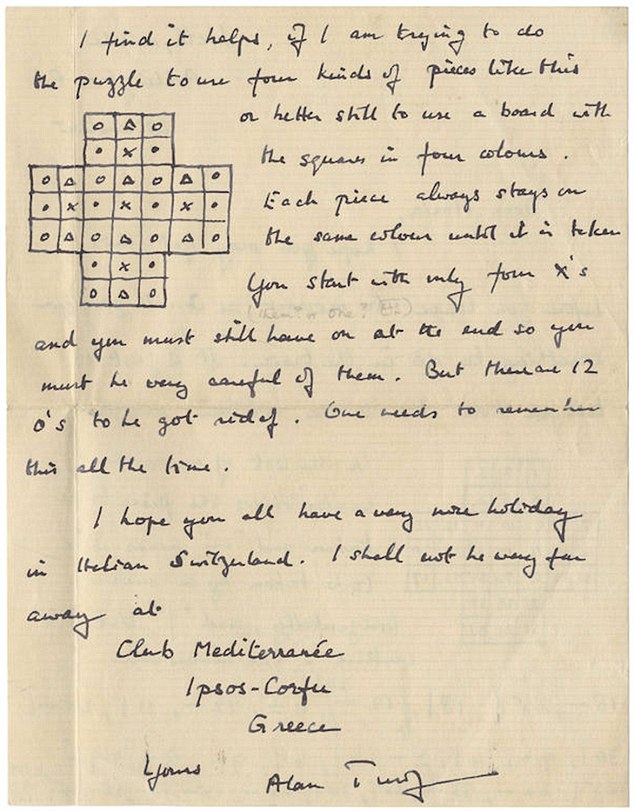 I find it helps, if I am trying to do
the puzzle to use four kinds of pieces like this
or better still to use a board with
the squares in four colours.
Each piece always stays on
the same colour until it is taken
You start with only four X's
and you must still have on at the end so you
must be very careful of them. But there are 12
O's to be got rid of. One needs to remember
this all the time.
I hope you all have a very nice holiday
in Italian Switzerland. I shall not be very far
away at
Club Mediterranée
Ipsos-Corfu
Greece
Yours
Alan Turing
O Δ O
• X •
O Δ O Δ O Δ O
• X • X • X •
O Δ O Δ O Δ O
• X •
O Δ O